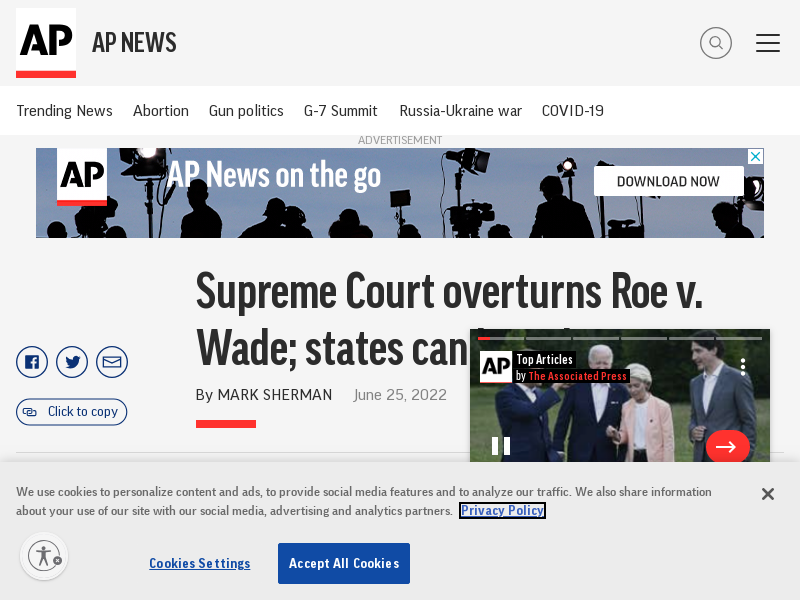 AP
AP NEWS
Trending News
Abortion
Gun politics
G-7 Summit
Russia-Ukraine war
COVID-19
ADVERTISEMENT
AP
AP News on the go
DOWNLOAD NOW
Supreme Court overturns Roe v.
Wade; states can
By MARK SHERMAN
June 25, 2022
Click to copy
AP
Top Articles
by The Associated Press
We use cookies to personalize content and ads, to provide social media features and to analyze our traffic. We also share information
about your use of our site with our social media, advertising and analytics partners. Privacy Policy
Cookies Settings
Accept All Cookies